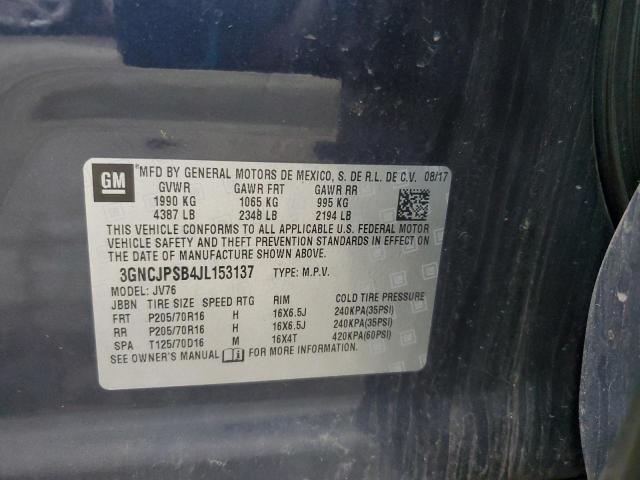 GM
MFD BY GENERAL MOTORS DE MEXICO, S. DE R.L. DE C.V. 08/17
GVWR GAWR FRT GAWR RR
1990 KG 1065 KG 995 KG
4387 LB 2348 LB 2194 LB
THIS VEHICLE CONFORMS TO ALL APPLICABLE U.S. FEDERAL MOTOR
VEHICLE SAFETY AND THEFT PREVENTION STANDARDS IN EFFECT ON
THE DATE OF MANUFACTURE SHOWN ABOVE.
3GNCJPSB4JL153137 TYPE: M.P.V.
MODEL: JV76
JBBN TIRE SIZE SPEED RTG RIM COLD TIRE PRESSURE
FRT P205/70R16 H 16X6.5J 240KPA(35PSI)
RR P205/70R16 H 16X6.5J 240KPA(35PSI)
SPA T125/70D16 M 16X4T 420KPA(60PSI)
SEE OWNER'S MANUAL FOR MORE INFORMATION